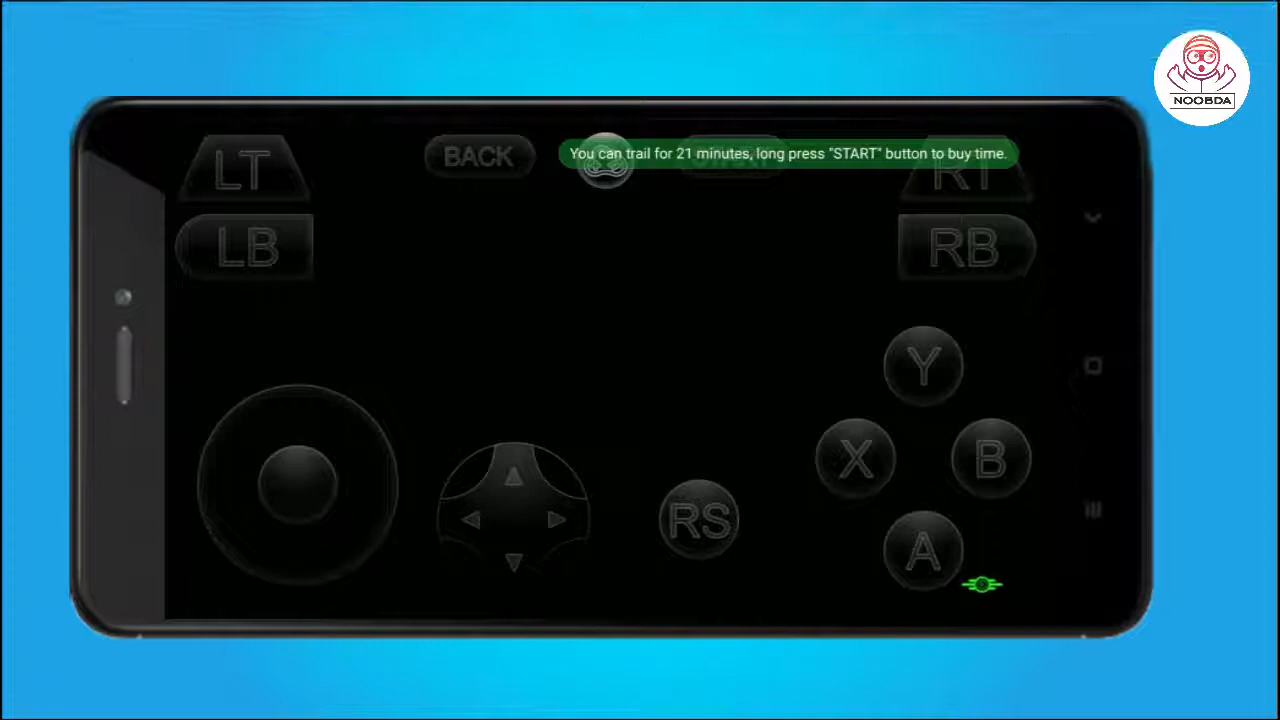 NOOBDA
LT
BACK
You can trail for 21 minutes, long press "START" button to buy time.
RT
LB
RB
Y
X
B
RS
A